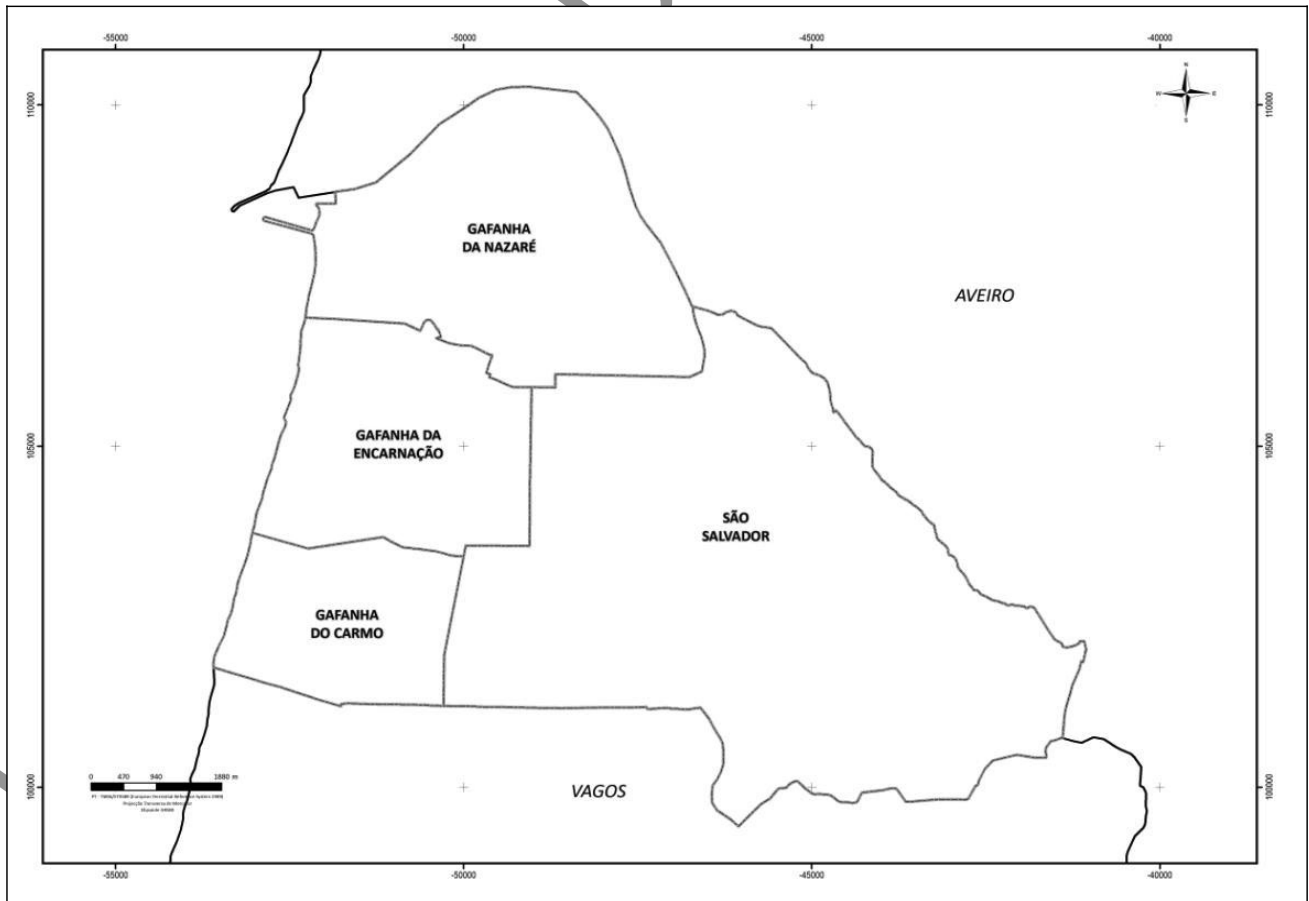 -55000 -50000 -45000 -40000
N
W E
S
110000 110000
GAFANHA
DA NAZARÉ
AVEIRO
GAFANHA DA
ENCARNAÇÃO
105000 105000
SÃO
SALVADOR
GAFANHA
DO CARMO
0 470 940 1880 m
VAGOS
100000 100000
-55000 -50000 -45000 -40000